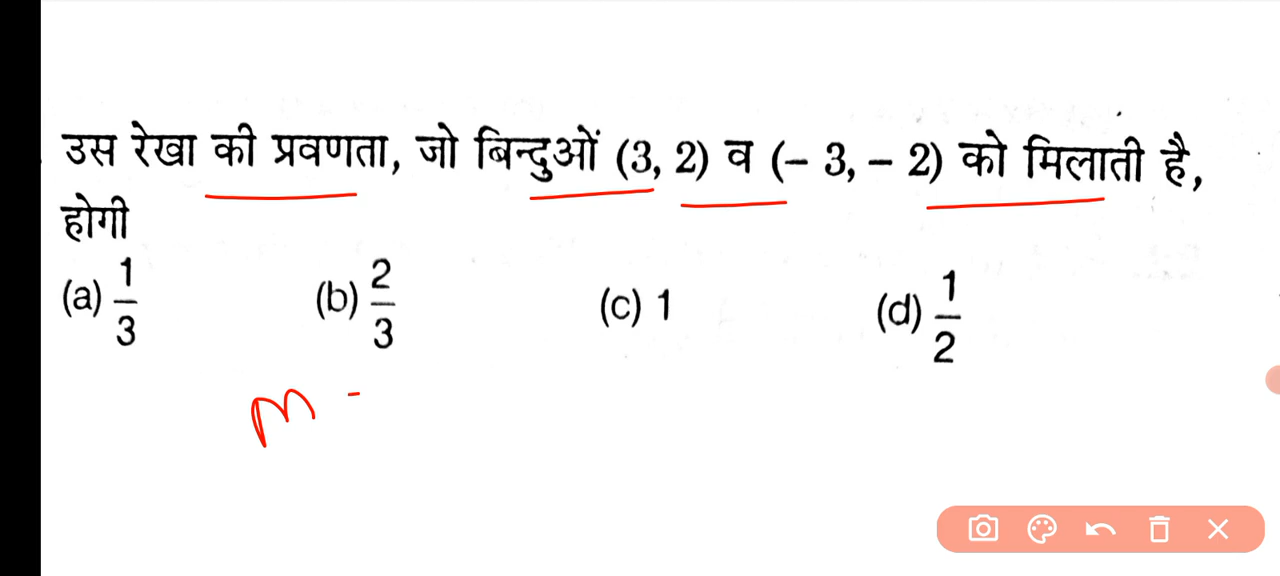 उस रेखा की प्रवणता, जो बिन्दुओं (3, 2) व (– 3, – 2) को मिलाती है,
होगी
(a) 1/3 (b) 2/3 (c) 1 (d) 1/2
m -